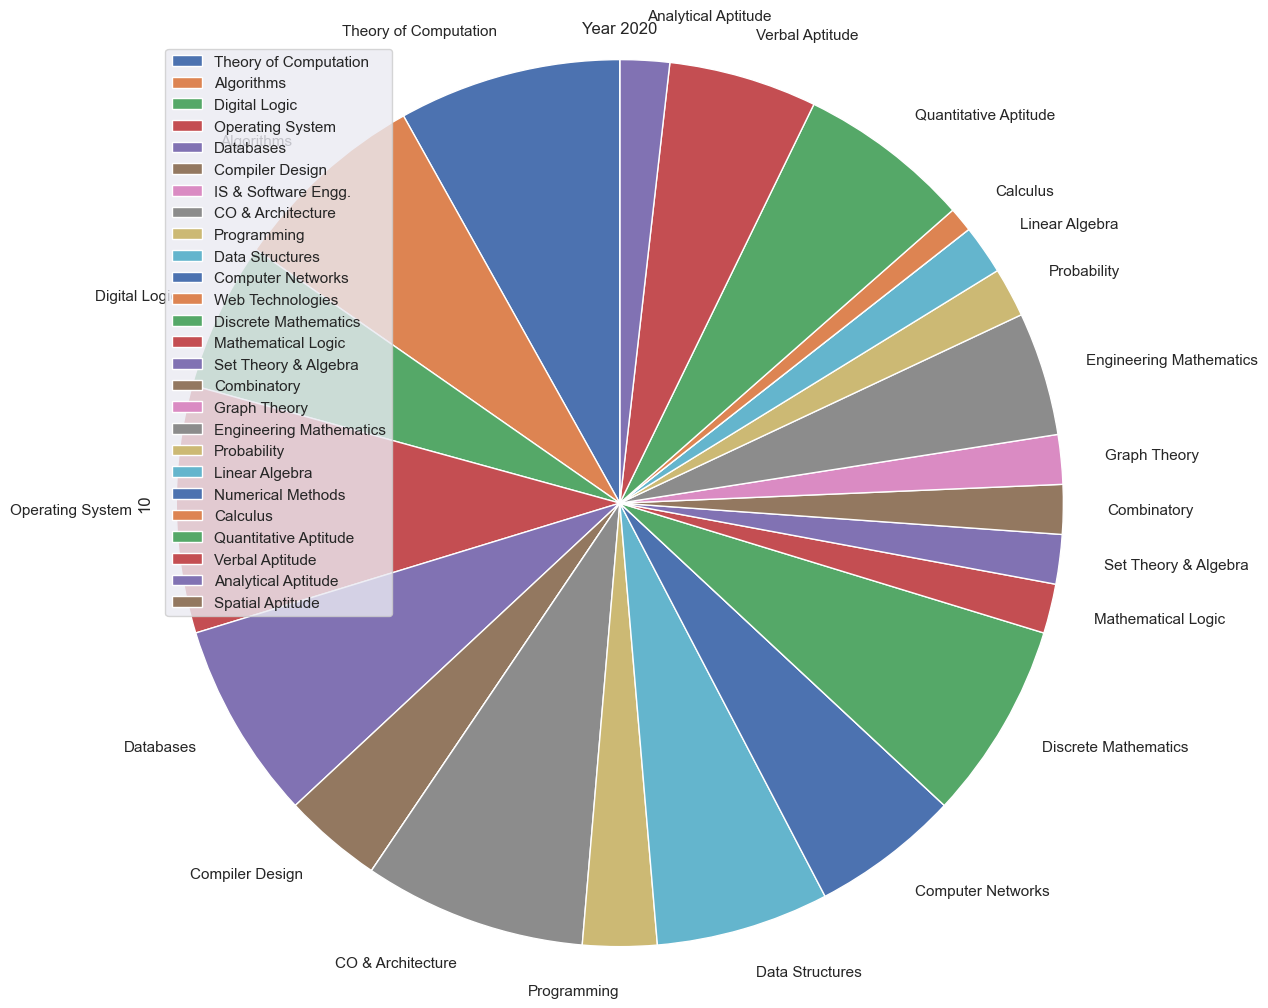 Year 2020
Theory of Computation
Algorithms
Digital Logic
Operating System
Databases
Compiler Design
IS & Software Engg.
CO & Architecture
Programming
Data Structures
Computer Networks
Web Technologies
Discrete Mathematics
Mathematical Logic
Set Theory & Algebra
Combinatory
Graph Theory
Engineering Mathematics
Probability
Linear Algebra
Numerical Methods
Calculus
Quantitative Aptitude
Verbal Aptitude
Analytical Aptitude
Spatial Aptitude
Theory of Computation
Algorithms
Digital Logic
Operating System
10
Databases
Compiler Design
CO & Architecture
Programming
Data Structures
Computer Networks
Discrete Mathematics
Mathematical Logic
Set Theory & Algebra
Combinatory
Graph Theory
Engineering Mathematics
Probability
Linear Algebra
Calculus
Quantitative Aptitude
Verbal Aptitude
Analytical Aptitude